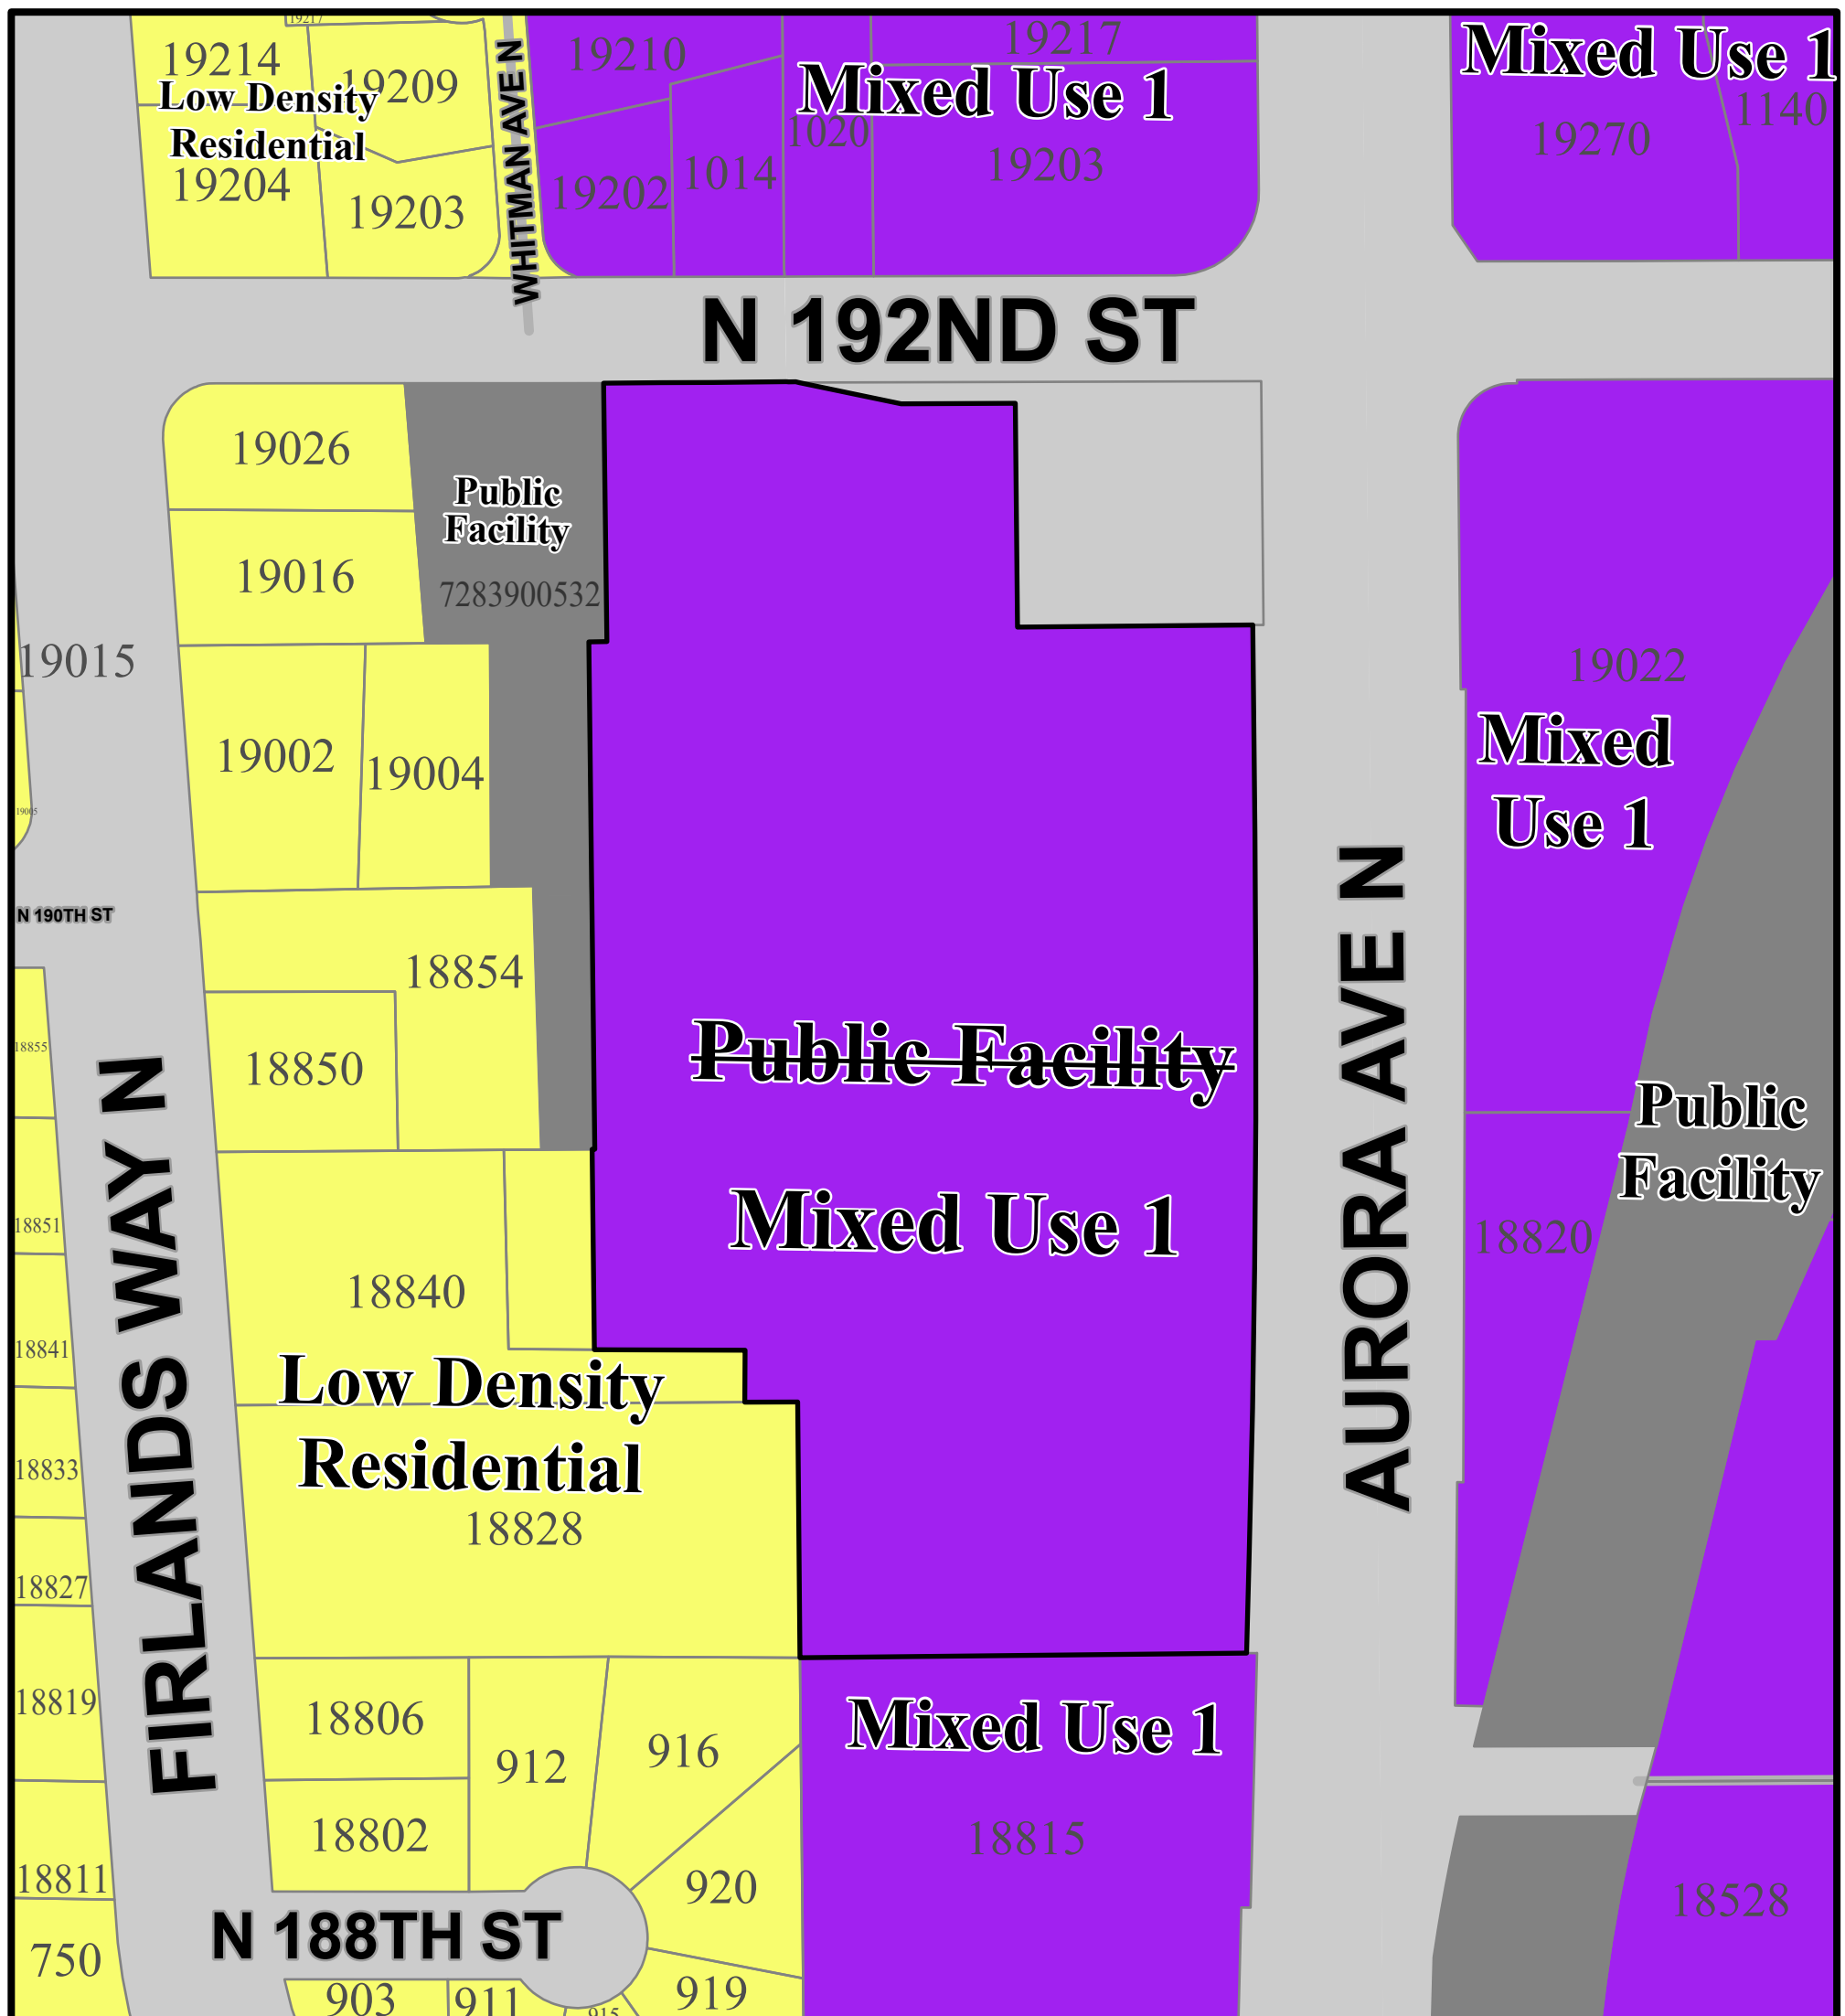 19217
19214
19209
Low Density
Residential
19204
19203
WHITMAN AVE N
19210
19217
Mixed Use 1
1020
19202
1014
19203
Mixed Use 1
1140
19270
N 192ND ST
19026
19016
Public
Facility
7283900532
19015
19002
19004
19005
N 190TH ST
18854
18850
18855
18851
18841
18833
18827
18819
18811
750
FIRLANDS WAY N
18840
Low Density
Residential
18828
Public Facility
Mixed Use 1
AURORA AVE N
19022
Mixed
Use 1
Public
Facility
18820
18806
18802
912
916
920
919
Mixed Use 1
18815
18528
N 188TH ST
903
911
915